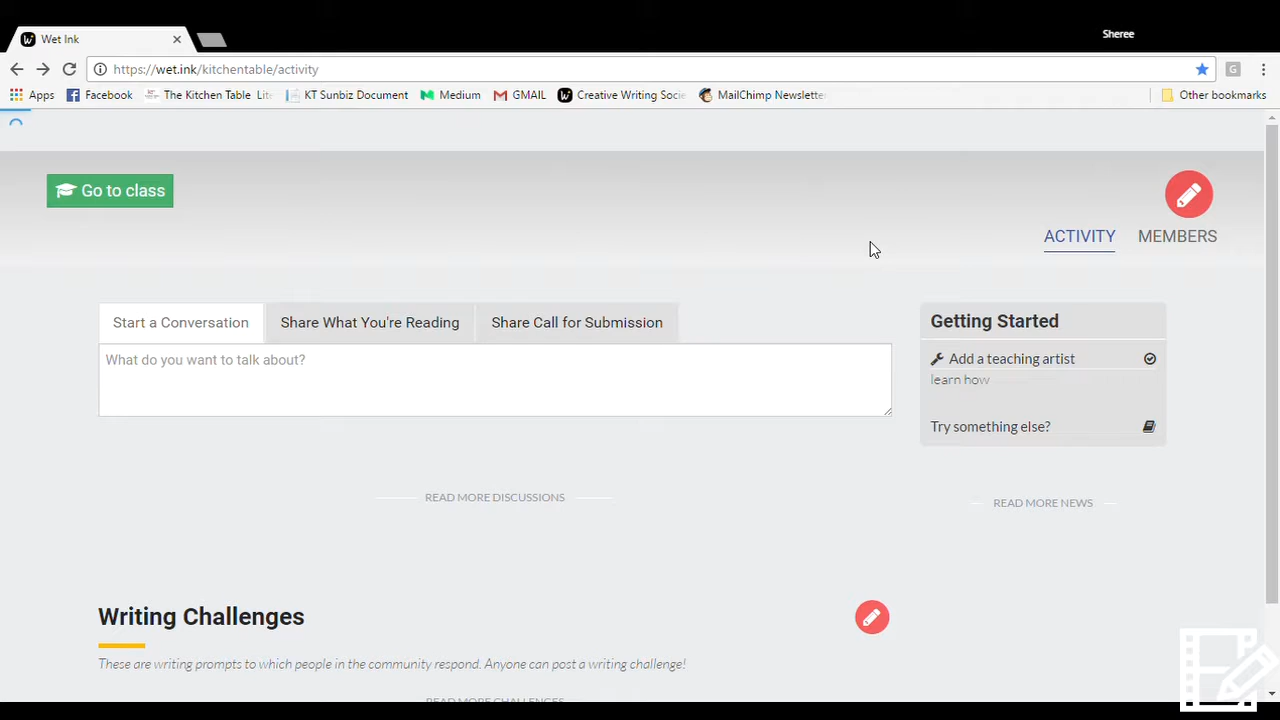 Wet Ink
Sheree
https://wet.ink/kitchentable/activity
G
Apps Facebook The Kitchen Table Lite KT Sunbiz Document Medium GMAIL Creative Writing Socie MailChimp Newslette Other bookmarks
Go to class
ACTIVITY MEMBERS
Start a Conversation Share What You're Reading Share Call for Submission
What do you want to talk about?
Getting Started
Add a teaching artist
learn how
Try something else?
READ MORE DISCUSSIONS
READ MORE NEWS
Writing Challenges
These are writing prompts to which people in the community respond. Anyone can post a writing challenge!
READ MORE CHALLENGES